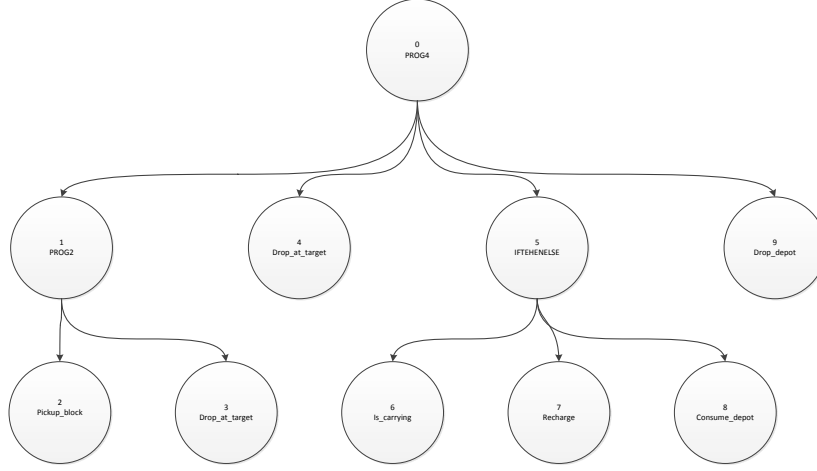 0
PROG4
1
PROG2
4
Drop_at_target
5
IFTEHENELSE
9
Drop_depot
2
Pickup_block
3
Drop_at_target
6
Is_carrying
7
Recharge
8
Consume_depot